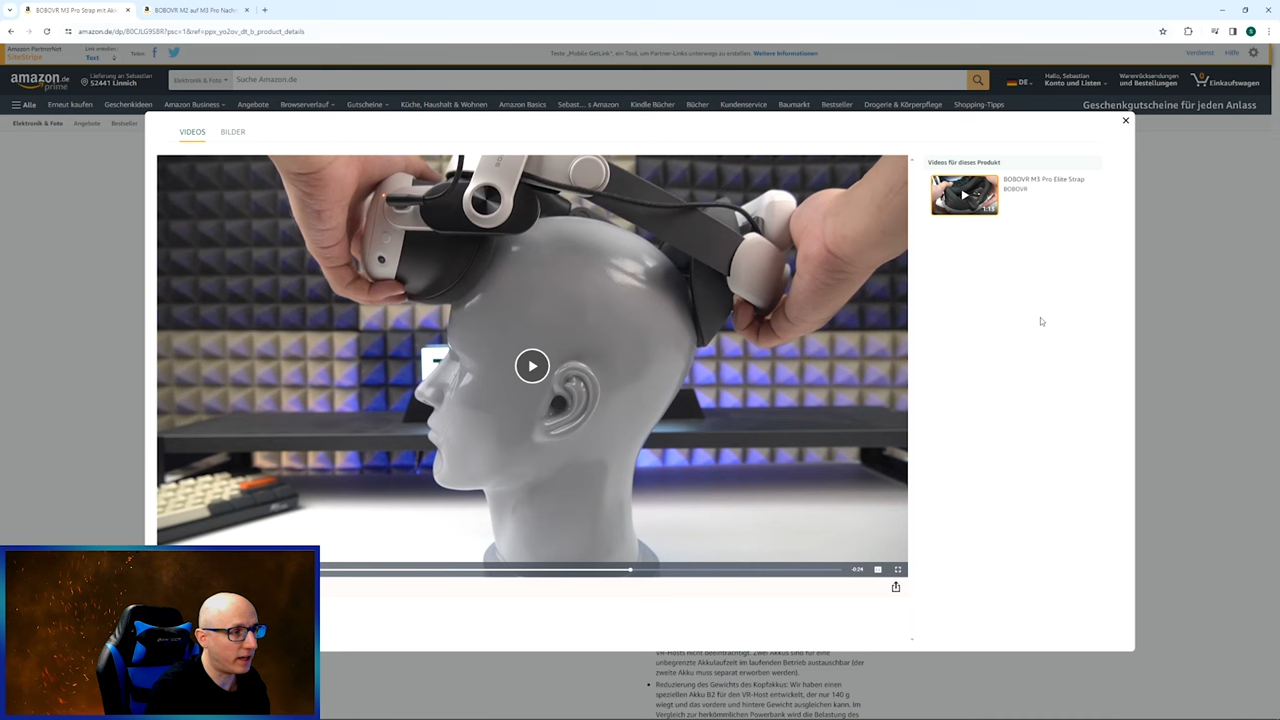 BOBOVR M3 Pro Strap mit Akk
BOBOVR M2 auf M3 Pro Nach
amazon.de/dp/B0CJLG9S8R?psc=1&ref=ppx_yo2ov_dt_b_product_details
S
Amazon PartnerNet
SiteStripe
Link erstellen:
Text
Teilen:
Teste „Mobile GetLink“, ein Tool, um Partner-Links unterwegs zu erstellen. Weitere Informationen
Verdienst
Hilfe
amazon.de
prime
Lieferung an Sebastian
52441 Linnich
Elektronik & Foto
Suche Amazon.de
DE
Hallo, Sebastian
Konto und Listen
Warenrücksendungen
und Bestellungen
0
Einkaufswagen
Alle
Erneut kaufen
Geschenkideen
Amazon Business
Angebote
Browserverlauf
Gutscheine
Küche, Haushalt & Wohnen
Amazon Basics
Sebast... s Amazon
Kindle Bücher
Bücher
Kundenservice
Baumarkt
Bestseller
Drogerie & Körperpflege
Shopping-Tipps
Geschenkgutscheine für jeden Anlass
Elektronik & Foto
Angebote
Bestseller
VIDEOS
BILDER
Videos für dieses Produkt
BOBOVR M3 Pro Elite Strap
BOBOVR
1:13
-0:24
VR-Hosts nicht beeinträchtigt. Zwei Akkus sind für eine
unbegrenzte Akkulaufzeit im laufenden Betrieb austauschbar (der
zweite Akku muss separat erworben werden).
Reduzierung des Gewichts des Kopfakkus: Wir haben einen
speziellen Akku B2 für den VR-Host entwickelt, der nur 140 g
wiegt und das vordere und hintere Gewicht ausgleichen kann. Im
Vergleich zur herkömmlichen Powerbank wird die Belastung des